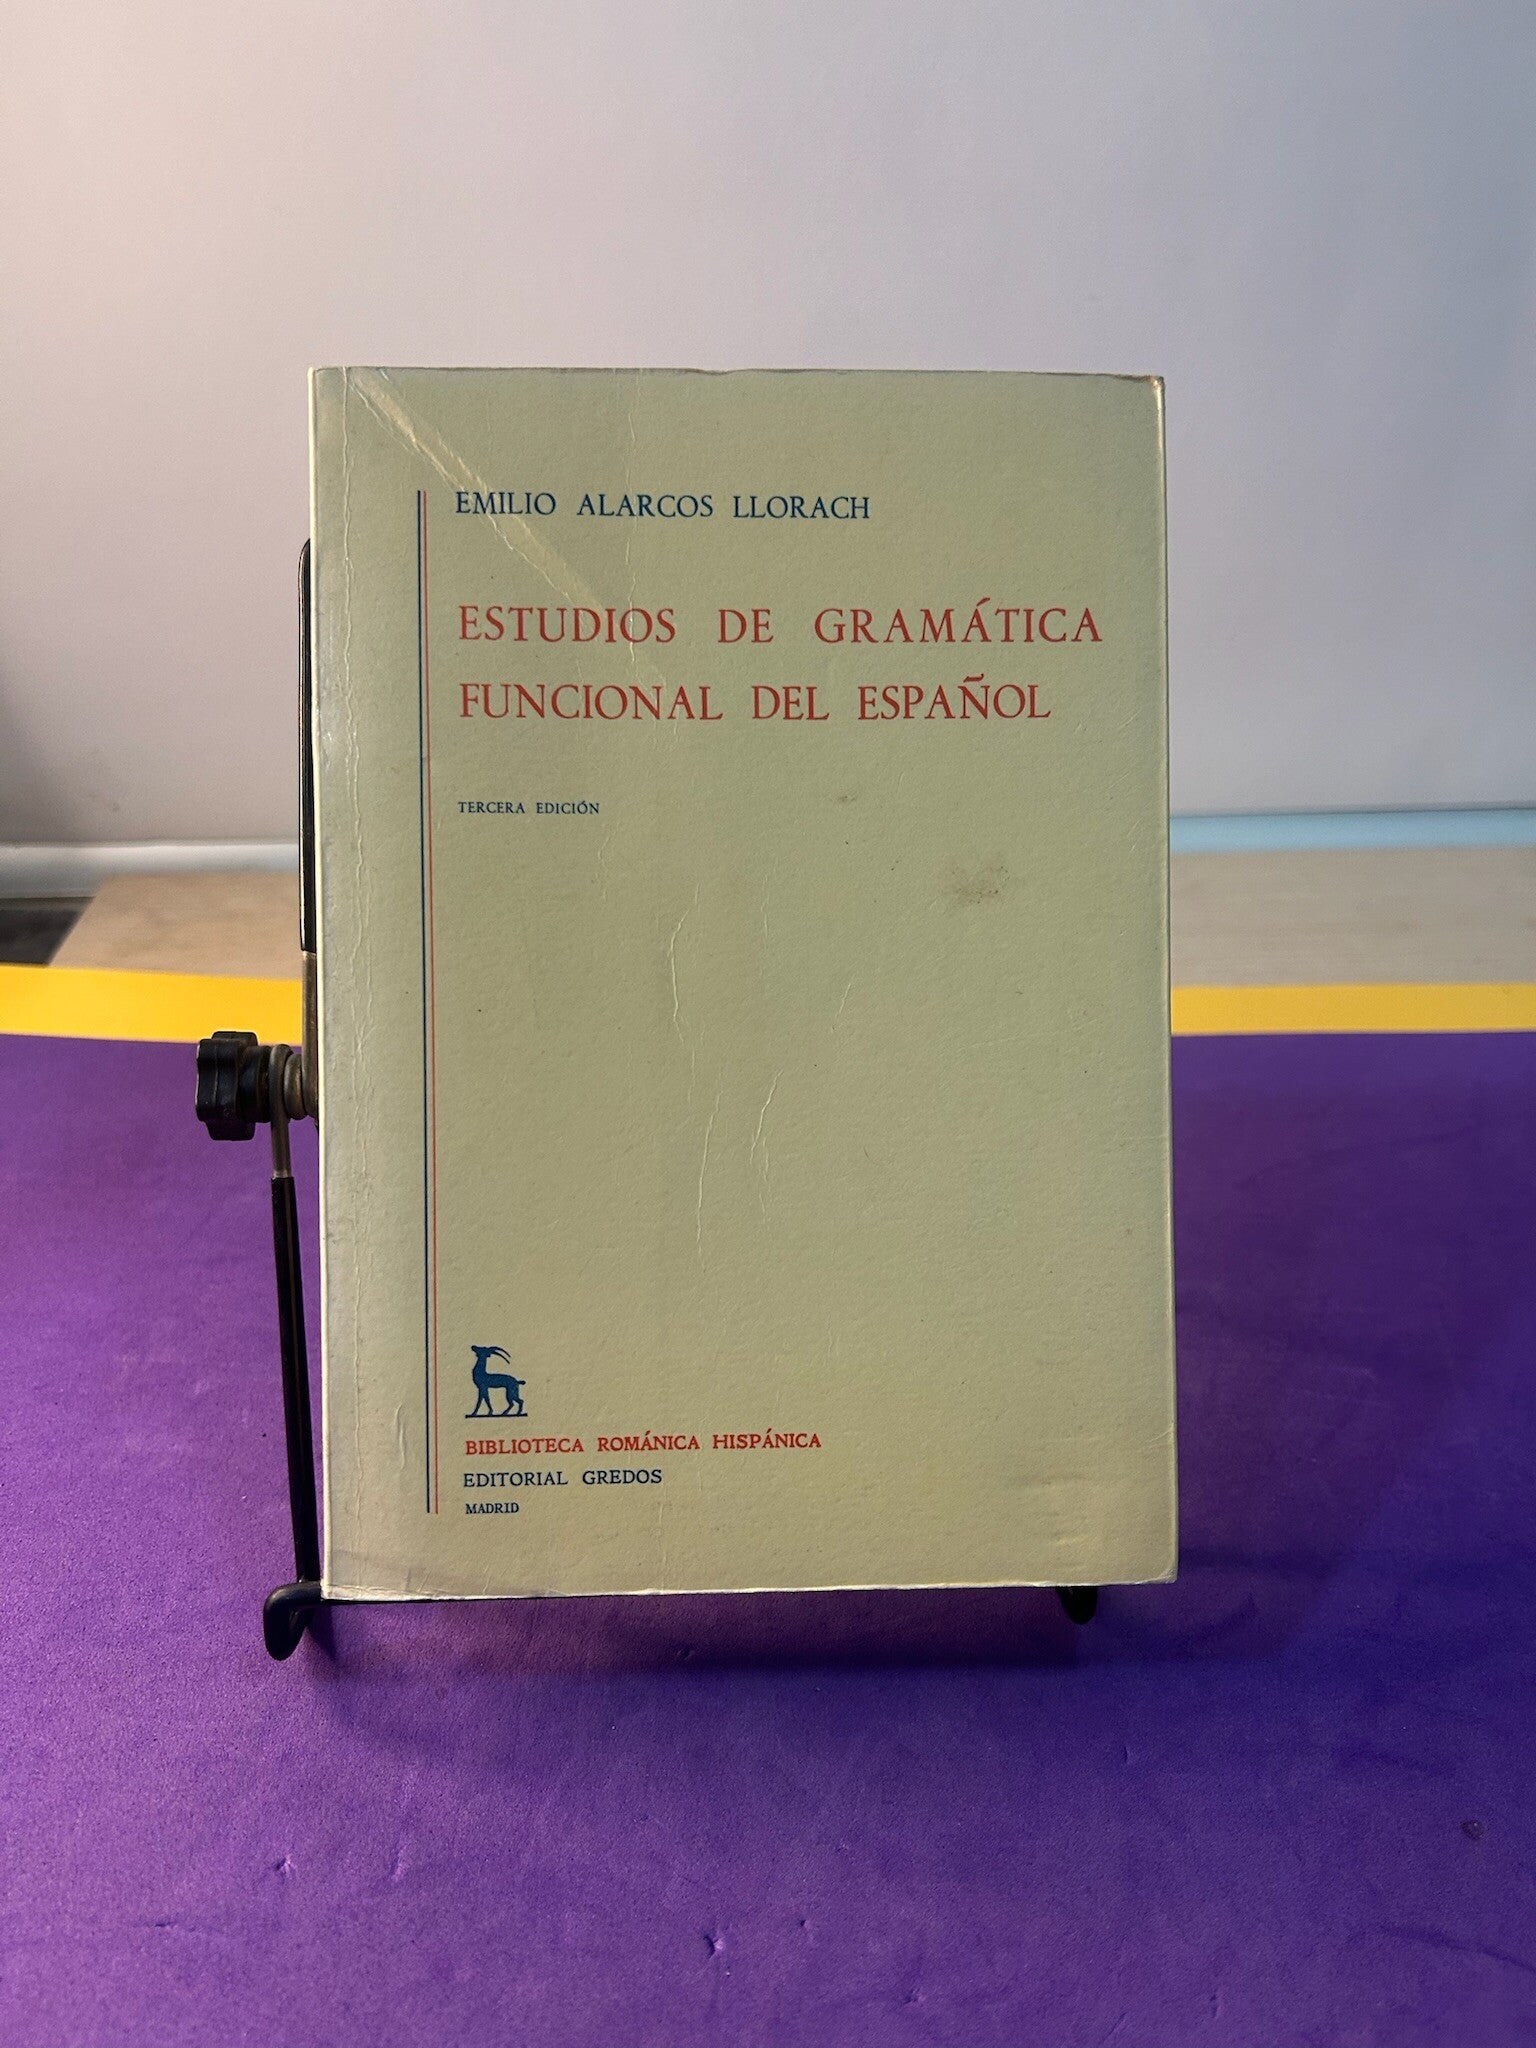 EMILIO ALARCOS LLORACH
ESTUDIOS DE GRAMÁTICA
FUNCIONAL DEL ESPAÑOL
TERCERA EDICIÓN
BIBLIOTECA ROMÁNICA HISPÁNICA
EDITORIAL GREDOS
MADRID